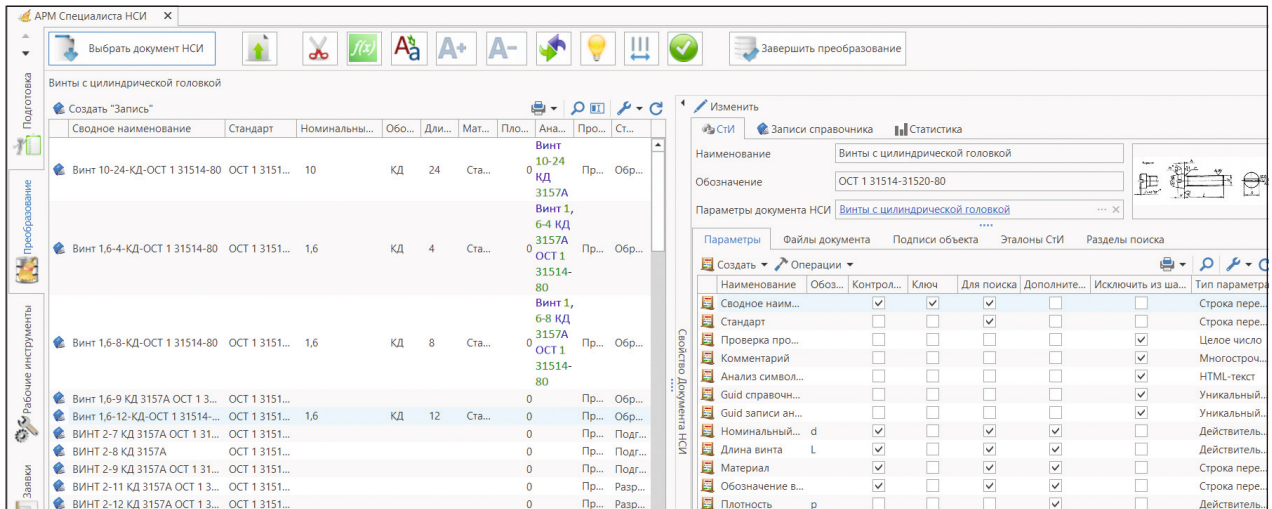 АРМ Специалиста НСИ
Выбрать документ НСИ
f(x)
Аа
А+
А-
Завершить преобразование
Подготовка
Преобразование
Рабочие инструменты
Заявки
Винты с цилиндрической головкой
Создать "Запись"
Сводное наименование Стандарт Номинальны... Обо... Дли... Мат... Пло... Ана... Про... Ст...
Винт 10-24-КД-ОСТ 1 31514-80 ОСТ 1 3151... 10 КД 24 Ста... 0 Винт 10-24 КД 3157А Пр... Обр...
Винт 1,6-4-КД-ОСТ 1 31514-80 ОСТ 1 3151... 1,6 КД 4 Ста... 0 Винт 1,6-4 КД 3157А ОСТ 1 31514-80 Пр... Обр...
Винт 1,6-8-КД-ОСТ 1 31514-80 ОСТ 1 3151... 1,6 КД 8 Ста... 0 Винт 1,6-8 КД 3157А ОСТ 1 31514-80 Пр... Обр...
Винт 1,6-9 КД 3157А ОСТ 1 3... ОСТ 1 3151... 0 Пр... Обр...
Винт 1,6-12-КД-ОСТ 1 31514-... ОСТ 1 3151... 1,6 КД 12 Ста... 0 Пр... Обр...
ВИНТ 2-7 КД 3157А ОСТ 1 31... ОСТ 1 3151... 0 Пр... Подг...
ВИНТ 2-8 КД 3157А ОСТ 1 3151... 0 Пр... Подг...
ВИНТ 2-9 КД 3157А ОСТ 1 31... ОСТ 1 3151... 0 Пр... Подг...
ВИНТ 2-11 КД 3157А ОСТ 1 3... ОСТ 1 3151... 0 Пр... Разр...
ВИНТ 2-12 КД 3157А ОСТ 1 3... ОСТ 1 3151... 0 Пр... Разр...
Свойство Документа НСИ
Изменить
СтИ Записи справочника Статистика
Наименование Винты с цилиндрической головкой
Обозначение ОСТ 1 31514-31520-80
Параметры документа НСИ Винты с цилиндрической головкой
Параметры Файлы документа Подписи объекта Эталоны СтИ Разделы поиска
Создать Операции
Наименование Обоз... Контрол... Ключ Для поиска Дополните... Исключить из ша... Тип параметра
Сводное наим... Строка пере...
Стандарт Строка пере...
Проверка про... Целое число
Комментарий Многостроч...
Анализ символ... HTML-текст
Guid справочн... Уникальный...
Guid записи ан... Уникальный...
Номинальный... d Действитель...
Длина винта L Действитель...
Материал Строка пере...
Обозначение в... Строка пере...
Плотность p Действитель...